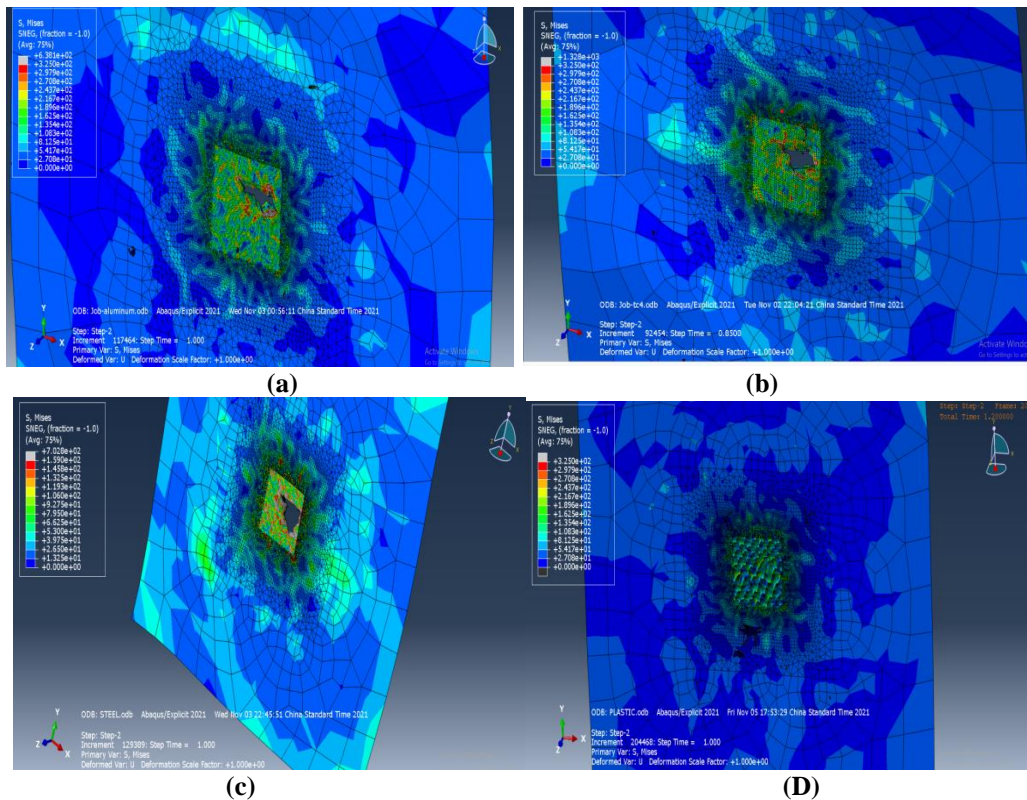 S, Mises
SNEG, (fraction = -1.0)
(Avg: 75%)
+6.381e+02
+3.250e+02
+2.979e+02
+2.708e+02
+2.437e+02
+2.167e+02
+1.896e+02
+1.625e+02
+1.354e+02
+1.083e+02
+8.125e+01
+5.417e+01
+2.708e+01
+0.000e+00
Y
Z X
ODB: Job-aluminum.odb Abaqus/Explicit 2021 Wed Nov 03 00:56:11 China Standard Time 2021
Step: Step-2
Increment 117464: Step Time = 1.000
Primary Var: S, Mises
Deformed Var: U Deformation Scale Factor: +1.000e+00
Activate Window
(a)
S, Mises
SNEG, (fraction = -1.0)
(Avg: 75%)
+1.328e+03
+3.250e+02
+2.979e+02
+2.708e+02
+2.437e+02
+2.167e+02
+1.896e+02
+1.625e+02
+1.354e+02
+1.083e+02
+8.125e+01
+5.417e+01
+2.708e+01
+0.000e+00
Y
Z X
ODB: Job-tc4.odb Abaqus/Explicit 2021 Tue Nov 02 22:04:21 China Standard Time 2021
Step: Step-2
Increment 92454: Step Time = 0.8500
Primary Var: S, Mises
Deformed Var: U Deformation Scale Factor: +1.000e+00
Activate Window
Go to Settings to
(b)
S, Mises
SNEG, (fraction = -1.0)
(Avg: 75%)
+7.028e+02
+1.590e+02
+1.458e+02
+1.325e+02
+1.193e+02
+1.060e+02
+9.275e+01
+7.950e+01
+6.625e+01
+5.300e+01
+3.975e+01
+2.650e+01
+1.325e+01
+0.000e+00
Y
Z X
ODB: STEEL.odb Abaqus/Explicit 2021 Wed Nov 03 22:45:51 China Standard Time 2021
Step: Step-2
Increment 129389: Step Time = 1.000
Primary Var: S, Mises
Deformed Var: U Deformation Scale Factor: +1.000e+00
(c)
Step: Step-2 Frame:
Total Time: 1.200000
S, Mises
SNEG, (fraction = -1.0)
(Avg: 75%)
+3.250e+02
+2.979e+02
+2.708e+02
+2.437e+02
+2.167e+02
+1.896e+02
+1.625e+02
+1.354e+02
+1.083e+02
+8.125e+01
+5.417e+01
+2.708e+01
+0.000e+00
Y
Z X
ODB: PLASTIC.odb Abaqus/Explicit 2021 Fri Nov 05 17:53:29 China Standard Time 2021
Step: Step-2
Increment 204468: Step Time = 1.000
Primary Var: S, Mises
Deformed Var: U Deformation Scale Factor: +1.000e+00
(D)